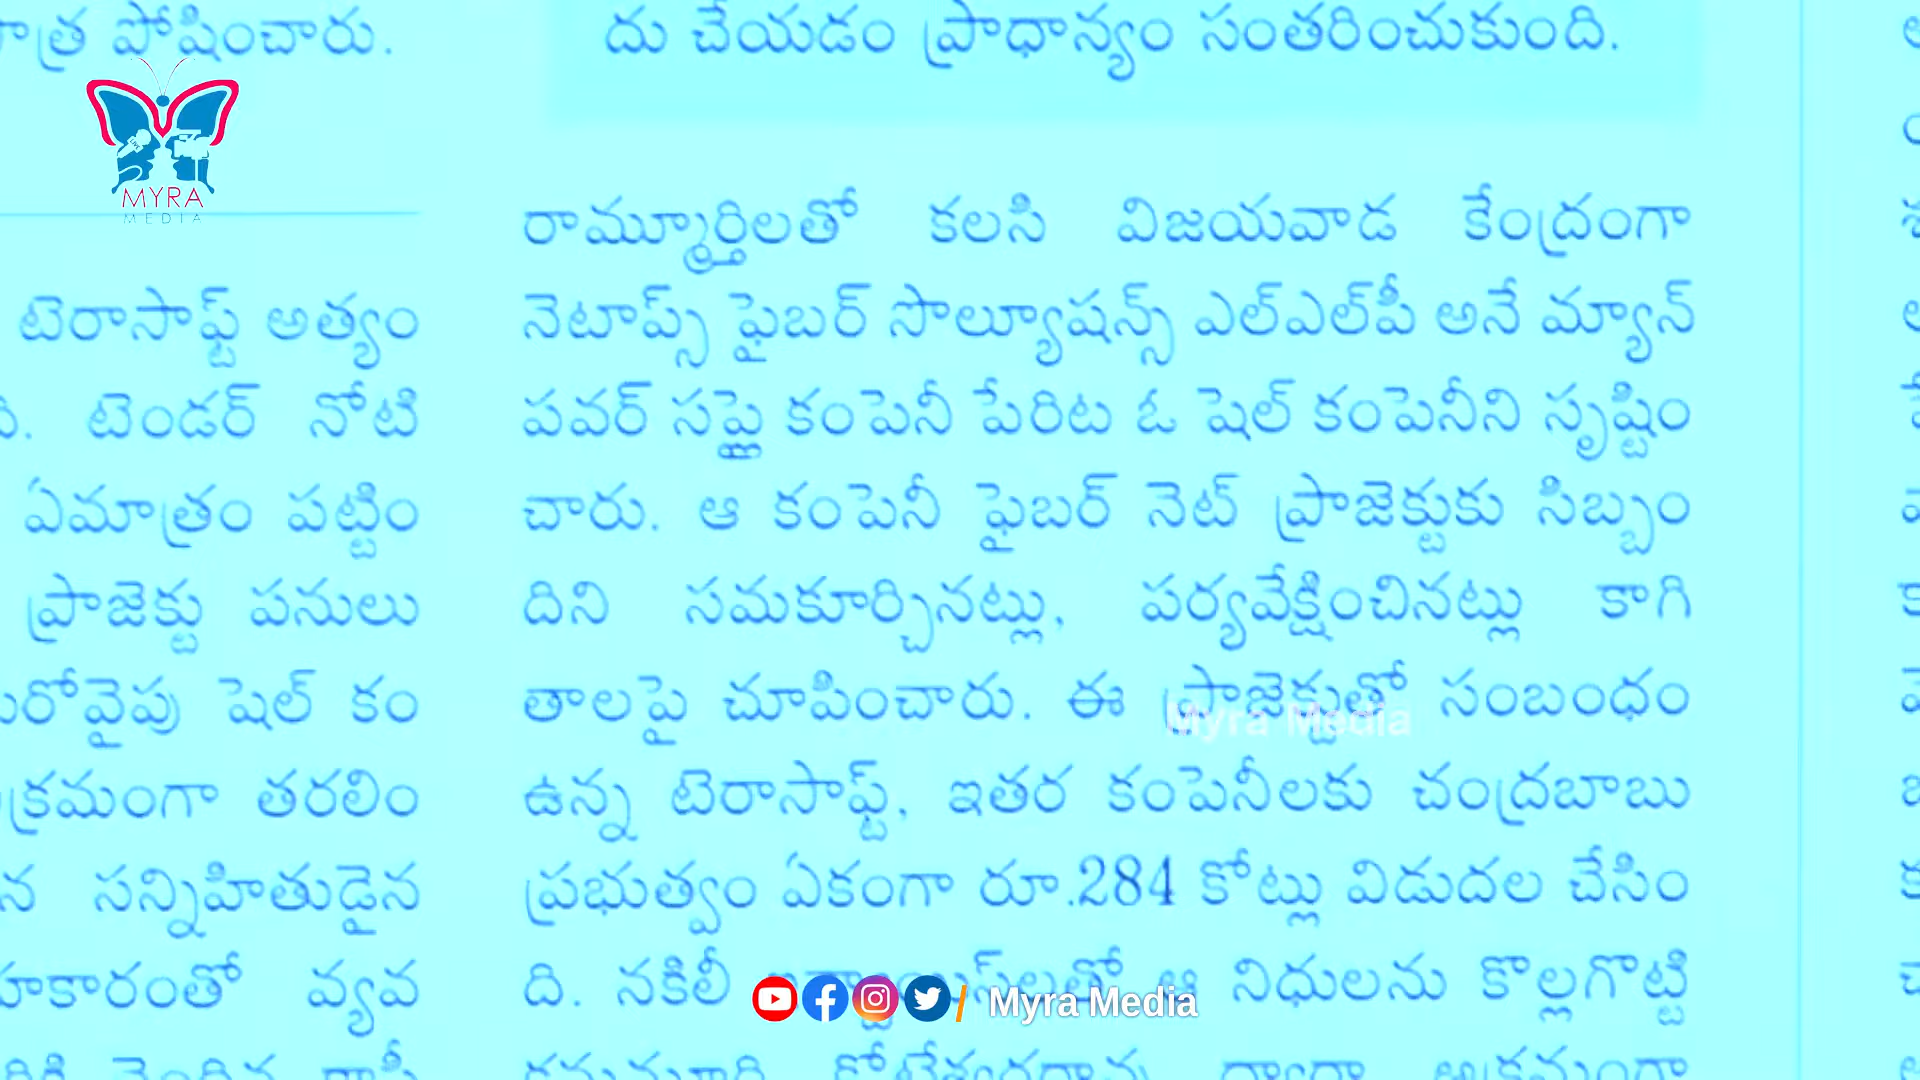 పోషించారు.
టెరాసాఫ్ట్ అత్యం
టెండర్ నోటి
ఏమాత్రం పట్టిం
ప్రాజెక్టు పనులు
షెల్ కం
తరలిం
సన్నిహితుడైన
వ్యవ
దు చేయడం ప్రాధాన్యం సంతరించుకుంది.
రామ్మూర్తిలతో కలసి విజయవాడ కేంద్రంగా
నెటాప్స్ ఫైబర్ సొల్యూషన్స్ ఎల్ఎల్‌పీ అనే మ్యాన్
పవర్ సప్లై కంపెనీ పేరిట ఓ షెల్ కంపెనీని సృష్టిం
చారు. ఆ కంపెనీ ఫైబర్ నెట్ ప్రాజెక్టుకు సిబ్బం
దిని సమకూర్చినట్లు, పర్యవేక్షించినట్లు కాగి
తాలపై చూపించారు. ఈ ప్రాజెక్టుతో సంబంధం
ఉన్న టెరాసాఫ్ట్, ఇతర కంపెనీలకు చంద్రబాబు
ప్రభుత్వం ఏకంగా రూ.284 కోట్లు విడుదల చేసిం
ది. నకిలీ ఆ నిధులను కొల్లగొట్టి
MYRA
MEDIA
Myra Media
/ Myra Media